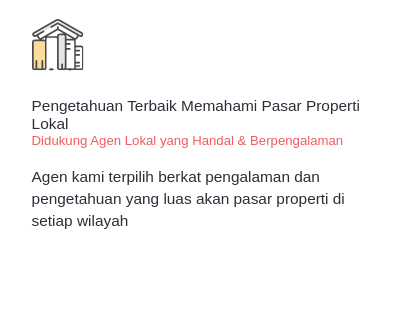 Pengetahuan Terbaik Memahami Pasar Properti
Lokal
Didukung Agen Lokal yang Handal & Berpengalaman
Agen kami terpilih berkat pengalaman dan
pengetahuan yang luas akan pasar properti di
setiap wilayah